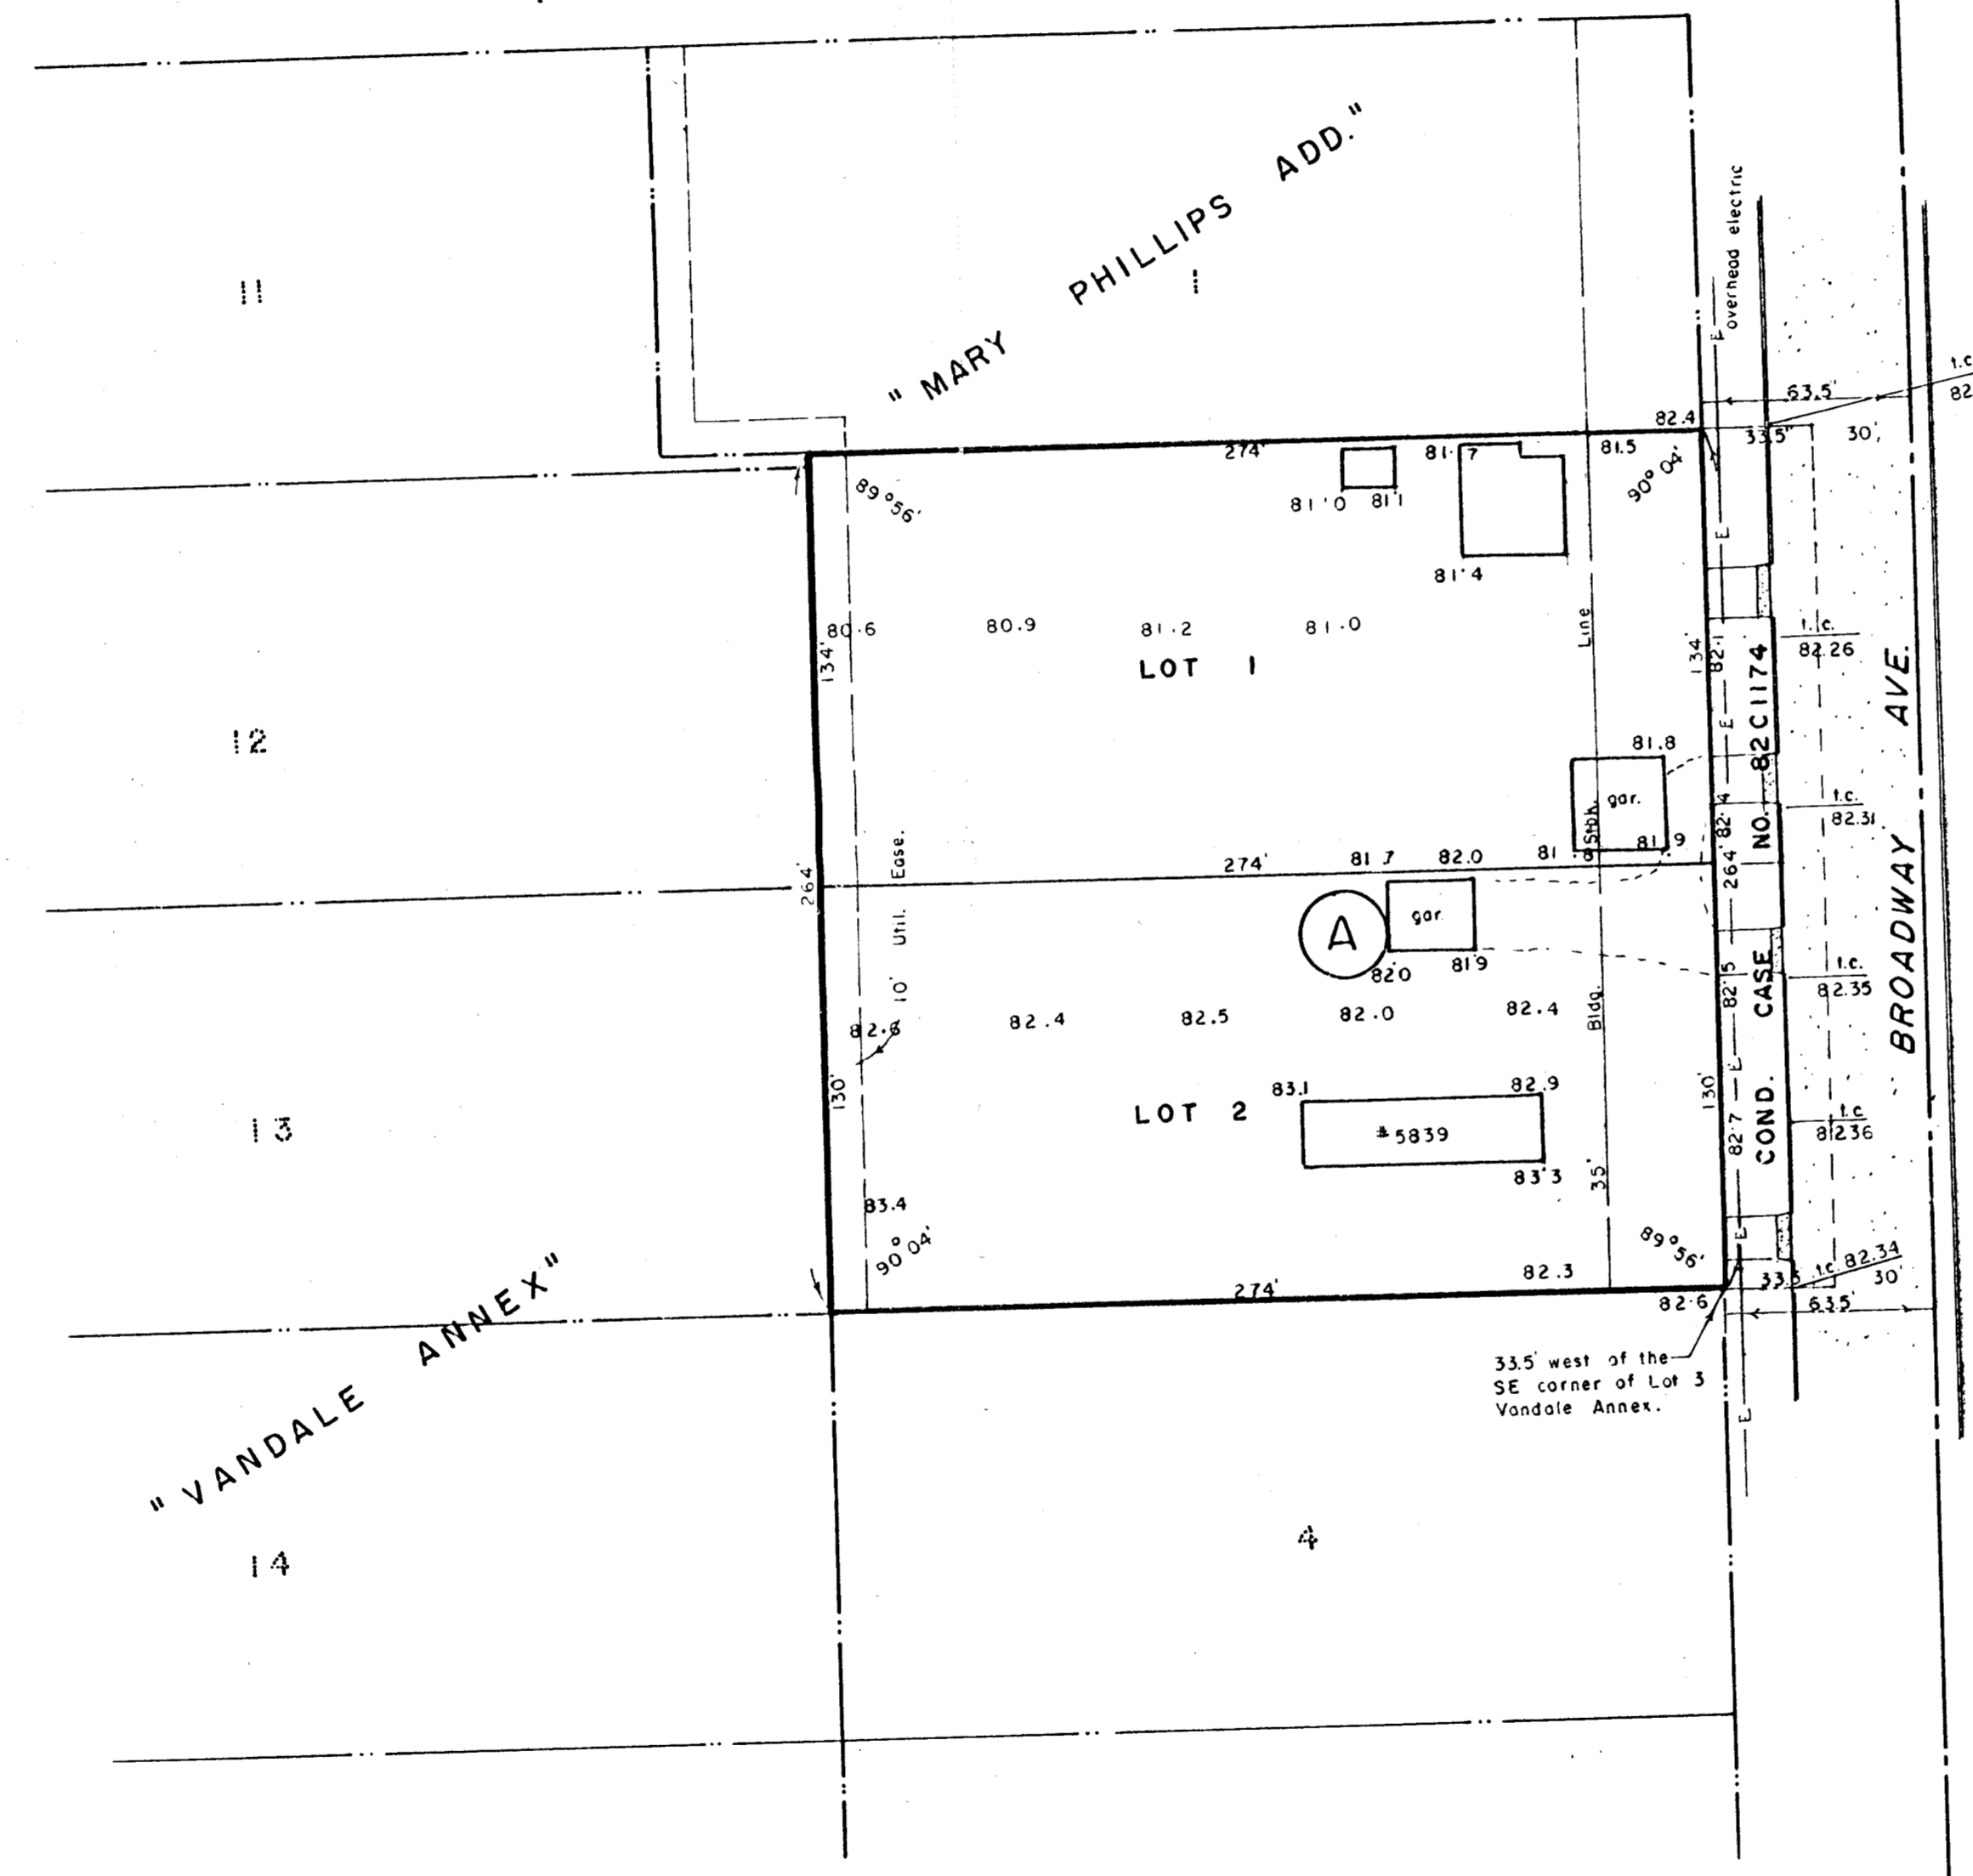 11
"MARY PHILLIPS ADD."
1
overhead electric
E
63.5'
t.c
82
82.4
33.5'
30'
274'
81.7
81.5
90° 04'
89°56'
81.0 81.1
81.4
E
80.6 80.9 81.2 81.0
134'
LOT 1
Line
134'
82.1
t.c.
82.26
12
E
81.8
gar.
82.4
t.c.
82.31
NO. 82C1174
BROADWAY AVE.
Stbk.
81.9
264'
Ease.
274'
81.7 82.0 81.8
264'
A
gar.
82.0 81.9
Util.
10'
82.5
t.c.
82.35
CASE
82.6 82.4 82.5 82.0 82.4
Bldg.
E
130'
130'
13
LOT 2
83.1 82.9
#5839
83.3
82.7
COND.
t.c
82.36
35'
83.4
90° 04'
89°56'
E
t.c. 82.34
82.3
33.5
30'
274'
82.6
63.5'
33.5' west of the
SE corner of Lot 3
Vandale Annex.
E
"VANDALE ANNEX"
14
4